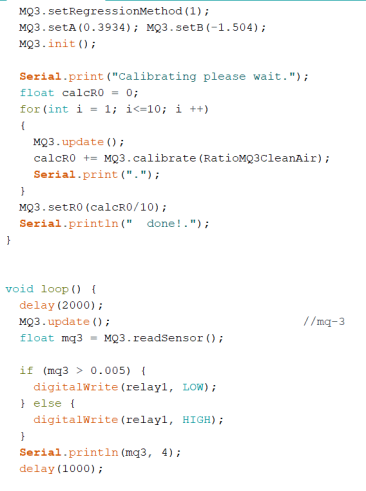 MQ3.setRegressionMethod(1);
MQ3.setA(0.3934); MQ3.setB(-1.504);
MQ3.init();
Serial.print("Calibrating please wait.");
float calcR0 = 0;
for(int i = 1; i<=10; i ++)
{
MQ3.update();
calcR0 += MQ3.calibrate(RatioMQ3CleanAir);
Serial.print(".");
}
MQ3.setR0(calcR0/10);
Serial.println("  done!.");
}
void loop() {
delay(2000);
MQ3.update(); //mq-3
float mq3 = MQ3.readSensor();
if (mq3 > 0.005) {
digitalWrite(relay1, LOW);
} else {
digitalWrite(relay1, HIGH);
}
Serial.println(mq3, 4);
delay(1000);